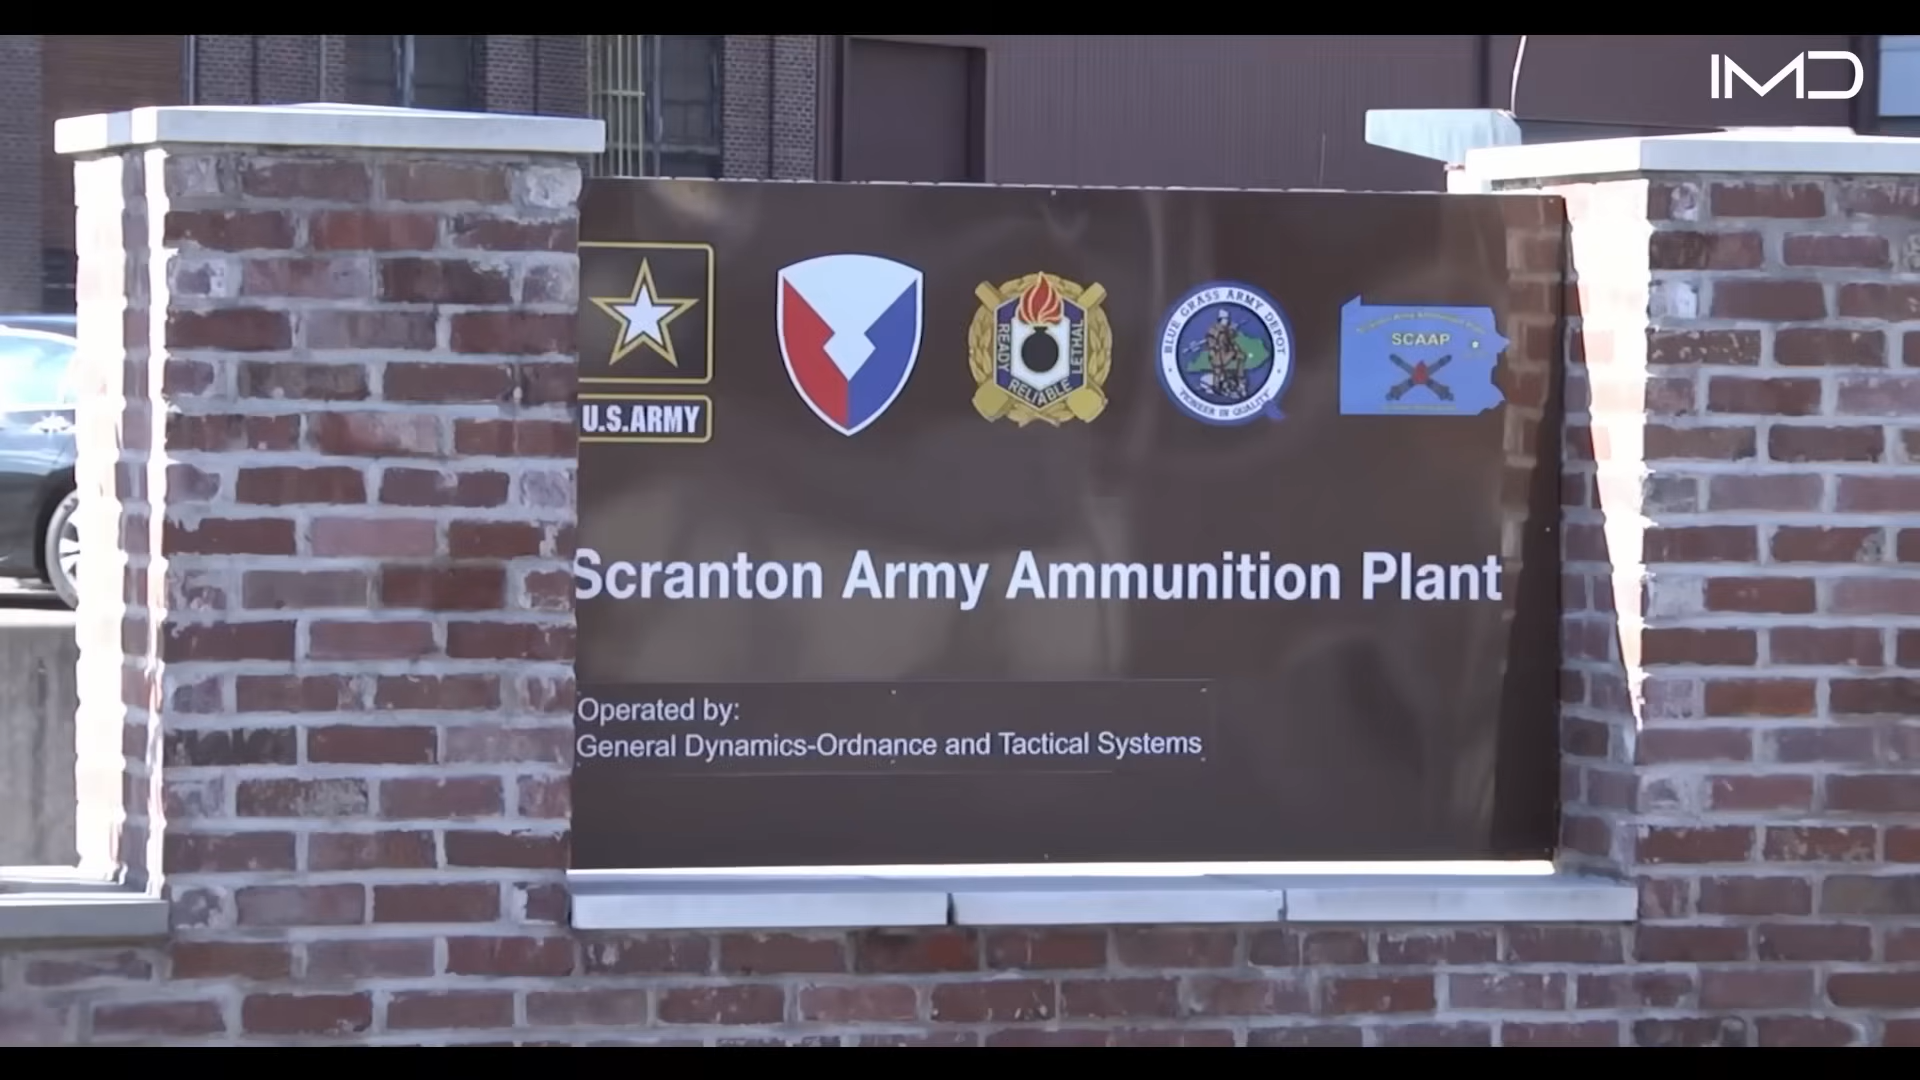 IMD
U.S.ARMY
READY
RELIABLE
LETHAL
BLUE GRASS ARMY DEPOT
PIONEER IN QUALITY
SCAAP
Scranton Army Ammunition Plant
Operated by:
General Dynamics-Ordnance and Tactical Systems